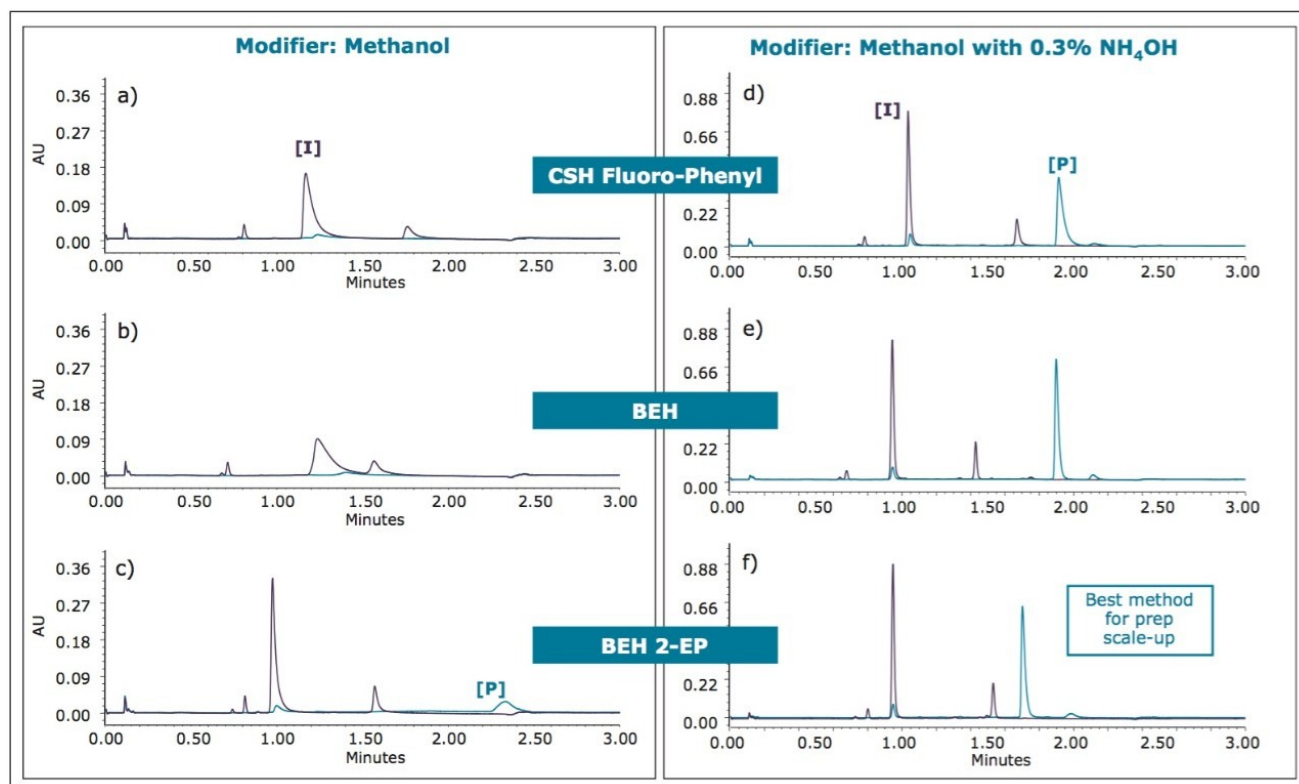 Modifier: Methanol
a)
0.36
0.27
0.18
0.09
0.00
AU
[I]
0.00 0.50 1.00 1.50 2.00 2.50 3.00
Minutes
b)
0.36
0.27
0.18
0.09
0.00
AU
0.00 0.50 1.00 1.50 2.00 2.50 3.00
Minutes
c)
0.36
0.27
0.18
0.09
0.00
AU
[P]
0.00 0.50 1.00 1.50 2.00 2.50 3.00
Minutes
CSH Fluoro-Phenyl
BEH
BEH 2-EP
Modifier: Methanol with 0.3% NH₄OH
d)
0.88
0.66
0.22
0.00
[I]
[P]
0.00 0.50 1.00 1.50 2.00 2.50 3.00
Minutes
e)
0.88
0.66
0.22
0.00
0.00 0.50 1.00 1.50 2.00 2.50 3.00
f)
0.88
0.66
0.22
0.00
Best method
for prep
scale-up
0.00 0.50 1.00 1.50 2.00 2.50 3.00
Minutes